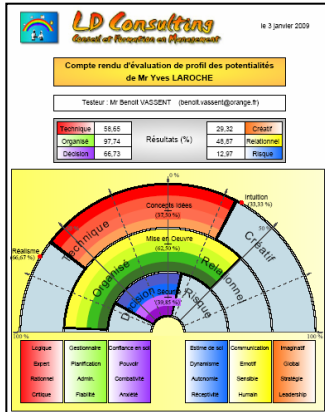 LD Consulting
Conseil et Formation en Management
le 3 janvier 2009
Compte rendu d'évaluation de profil des potentialités
de Mr Yves LAROCHE
Testeur : Mr Benoit VASSENT (benoit.vassent@orange.fr)
Technique 58,65 Résultats (%) 29,32 Créatif
Organisé 97,74 48,87 Relationnel
Décision 66,73 12,97 Risque
0 %
Intuition
(33,33 %)
Concepts Idées
(37,50 %)
Réalisme
(66,67 %)
Technique
Créatif
Mise en Oeuvre
(62,50 %)
Organisé
Relationnel
Sécurité
Décision
Risque
100 %
100 %
Logique Gestionnaire Confiance en soi Estime de soi Communication Imaginatif
Expert Planification Pouvoir Dynamisme Emotif Global
Rationnel Admin. Combativité Autonomie Sensible Stratégie
Critique Fiabilité Anxiété Réceptivité Humain Leadership